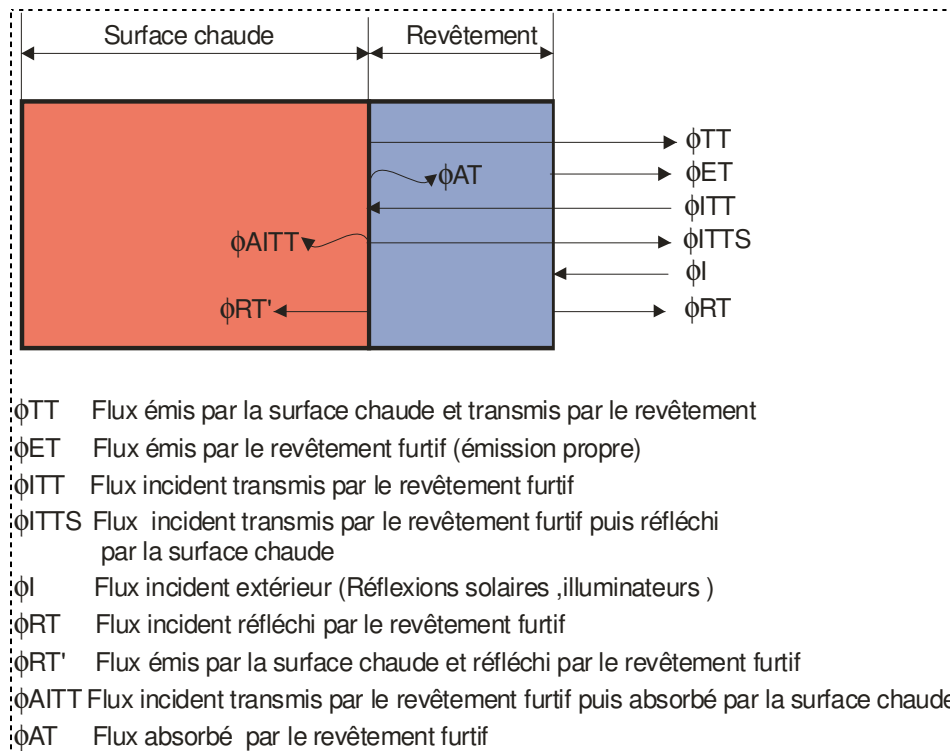 Surface chaude Revêtement
ϕTT
ϕAT ϕET
ϕITT
ϕAITT ϕITTS
ϕI
ϕRT' ϕRT
ϕTT Flux émis par la surface chaude et transmis par le revêtement
ϕET Flux émis par le revêtement furtif (émission propre)
ϕITT Flux incident transmis par le revêtement furtif
ϕITTS Flux incident transmis par le revêtement furtif puis réfléchi
par la surface chaude
ϕI Flux incident extérieur (Réflexions solaires ,illuminateurs )
ϕRT Flux incident réfléchi par le revêtement furtif
ϕRT' Flux émis par la surface chaude et réfléchi par le revêtement furtif
ϕAITT Flux incident transmis par le revêtement furtif puis absorbé par la surface chaude
ϕAT Flux absorbé par le revêtement furtif